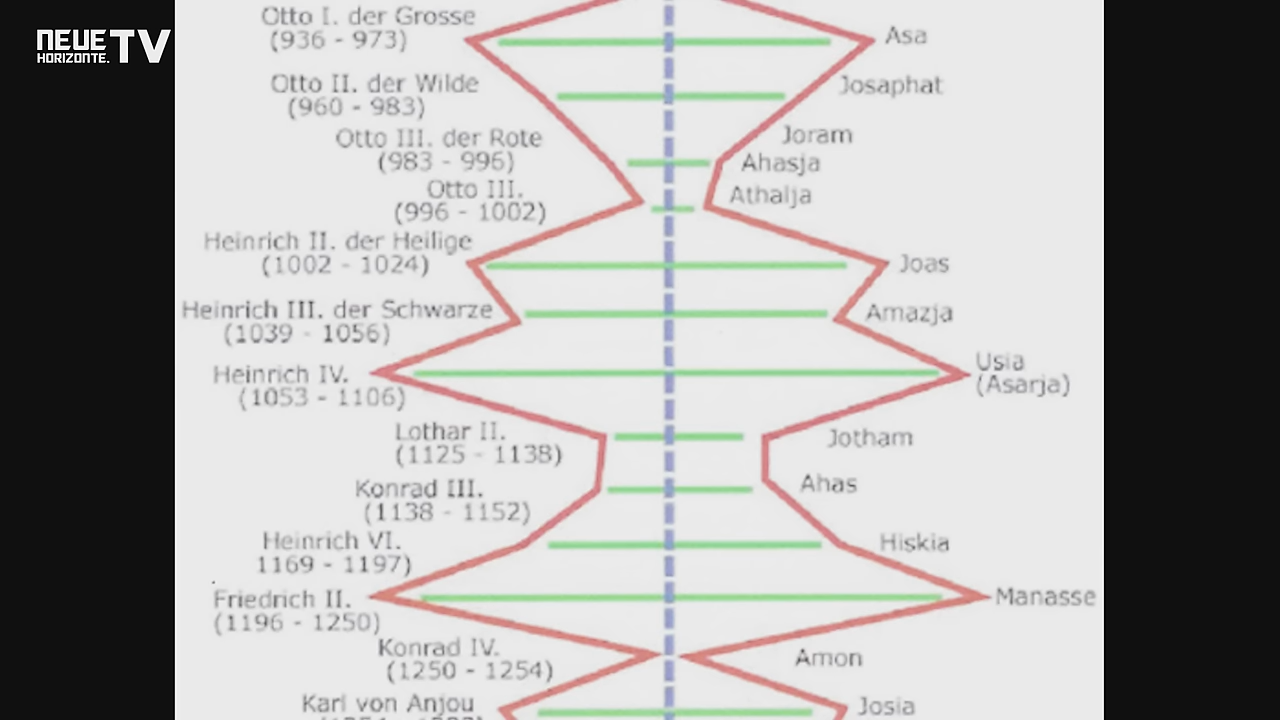 NEUE TV
HORIZONTE.
Otto I. der Grosse
(936 - 973)
Asa
Otto II. der Wilde
(960 - 983)
Josaphat
Otto III. der Rote
(983 - 996)
Joram
Ahasja
Otto III.
(996 - 1002)
Athalja
Heinrich II. der Heilige
(1002 - 1024)
Joas
Heinrich III. der Schwarze
(1039 - 1056)
Amazja
Heinrich IV.
(1053 - 1106)
Usia
(Asarja)
Lothar II.
(1125 - 1138)
Jotham
Konrad III.
(1138 - 1152)
Ahas
Heinrich VI.
1169 - 1197)
Hiskia
Friedrich II.
(1196 - 1250)
Manasse
Konrad IV.
(1250 - 1254)
Amon
Karl von Anjou
Josia